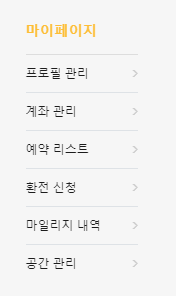 마이페이지
프로필 관리
계좌 관리
예약 리스트
환전 신청
마일리지 내역
공간 관리